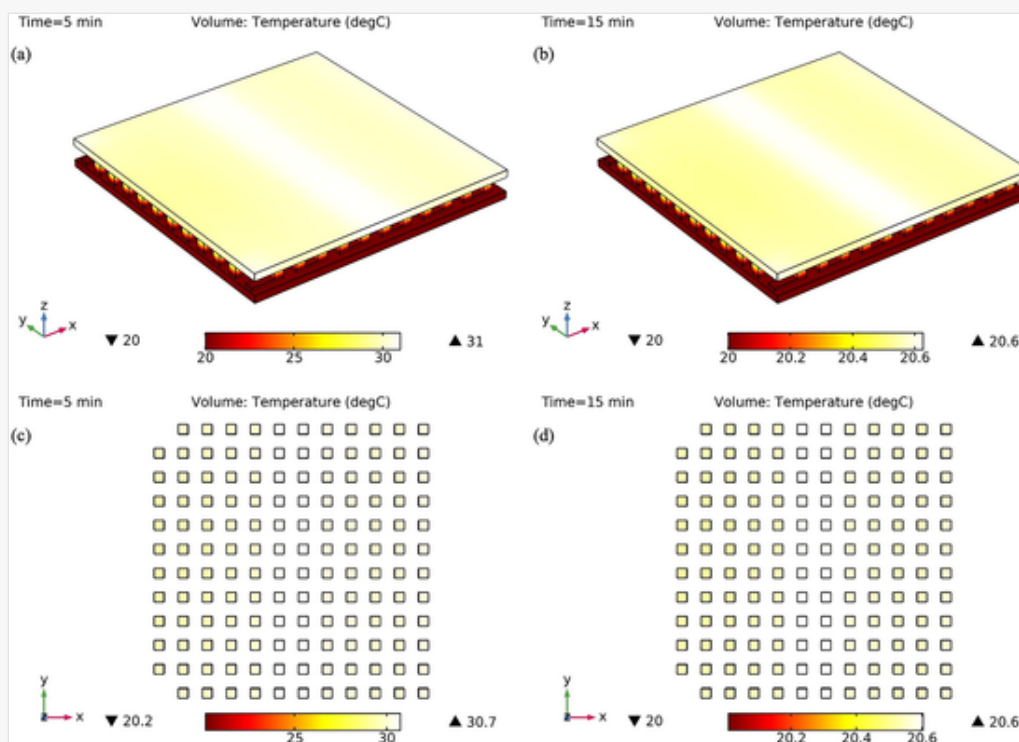 Time=5 min Volume: Temperature (degC)
(a)
z
y
x
▼ 20
20 25 30
▲ 31
Time=15 min Volume: Temperature (degC)
(b)
z
y
x
▼ 20
20 20.2 20.4 20.6
▲ 20.6
Time=5 min Volume: Temperature (degC)
(c)
y
z x
▼ 20.2
25 30
▲ 30.7
Time=15 min Volume: Temperature (degC)
(d)
y
z x
▼ 20
20.2 20.4 20.6
▲ 20.6